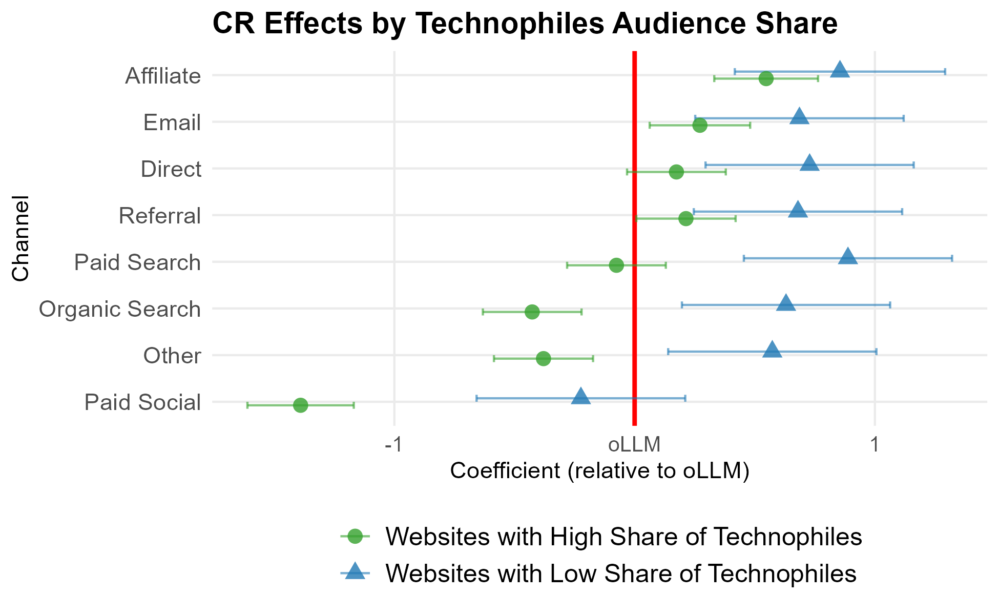 CR Effects by Technophiles Audience Share
Channel
Affiliate
Email
Direct
Referral
Paid Search
Organic Search
Other
Paid Social
-1 oLLM 1
Coefficient (relative to oLLM)
Websites with High Share of Technophiles
Websites with Low Share of Technophiles